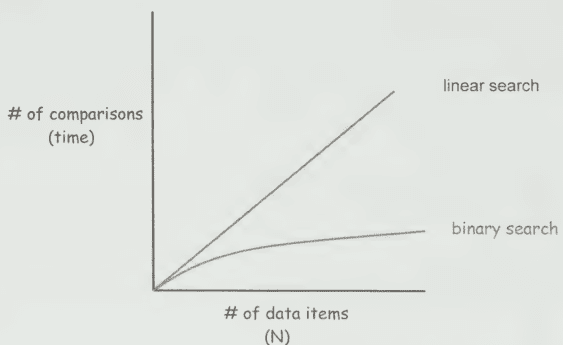 linear search
# of comparisons
(time)
binary search
# of data items
(N)